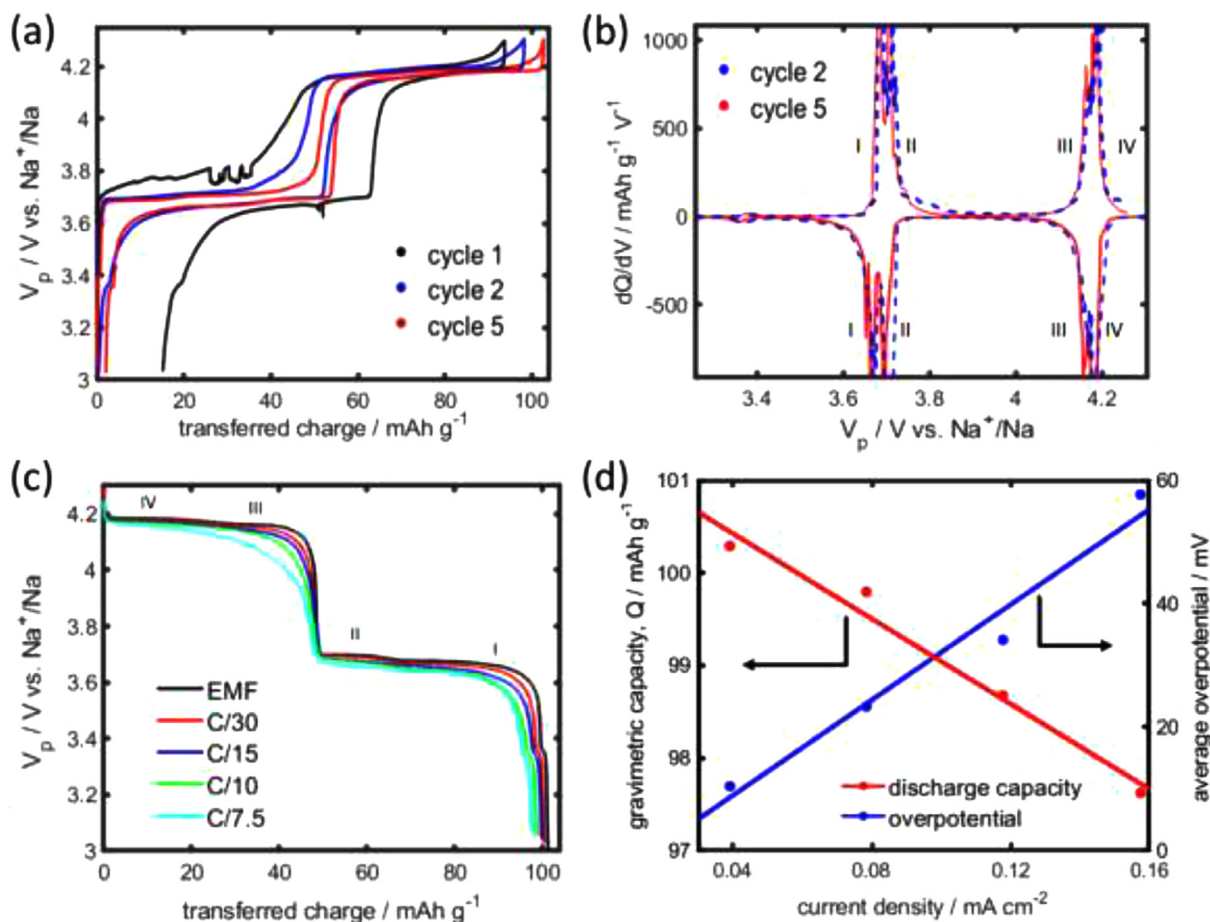 (a)
V_p / V vs. Na⁺/Na
4.2
3.8
3.6
3.4
3.2
3
0 20 40 60 80 100
transferred charge / mAh g⁻¹
cycle 1
cycle 2
cycle 5
(b)
dQ/dV / mAh g⁻¹ V⁻¹
1000
500
0
-500
cycle 2
cycle 5
I II III IV
I II III IV
3.4 3.6 3.8 4 4.2
V_p / V vs. Na⁺/Na
(c)
V_p / V vs. Na⁺/Na
4.2
4
3.8
3.6
3.4
3.2
3
IV III II I
EMF
C/30
C/15
C/10
C/7.5
0 20 40 60 80 100
transferred charge / mAh g⁻¹
(d)
gravimetric capacity, Q / mAh g⁻¹
101
100
99
98
97
60
40
20
0
average overpotential / mV
discharge capacity
overpotential
0.04 0.08 0.12 0.16
current density / mA cm⁻²